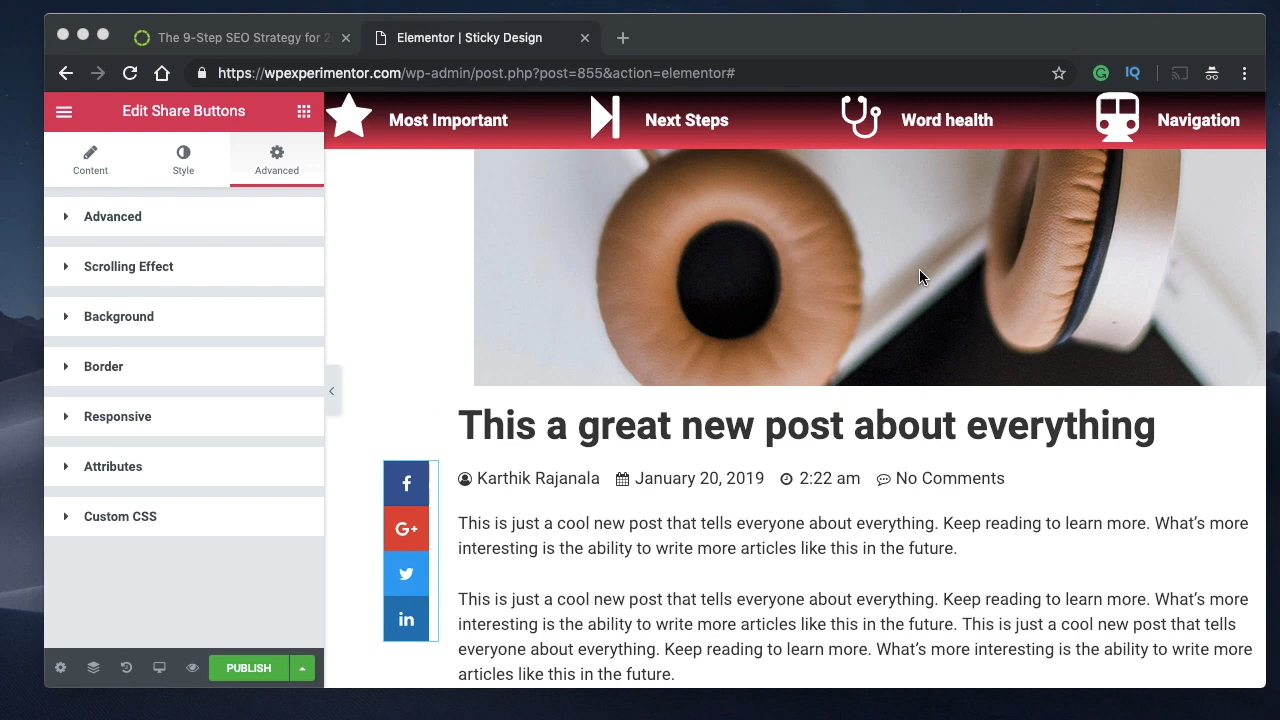 The 9-Step SEO Strategy for 2
Elementor | Sticky Design
https://wpexperimentor.com/wp-admin/post.php?post=855&action=elementor#
IQ
Edit Share Buttons
Content
Style
Advanced
Advanced
Scrolling Effect
Background
Border
Responsive
Attributes
Custom CSS
PUBLISH
Most Important
Next Steps
Word health
Navigation
This a great new post about everything
Karthik Rajanala
January 20, 2019
2:22 am
No Comments
f
G+
in
This is just a cool new post that tells everyone about everything. Keep reading to learn more. What’s more
interesting is the ability to write more articles like this in the future.
This is just a cool new post that tells everyone about everything. Keep reading to learn more. What’s more
interesting is the ability to write more articles like this in the future. This is just a cool new post that tells
everyone about everything. Keep reading to learn more. What’s more interesting is the ability to write more
articles like this in the future.